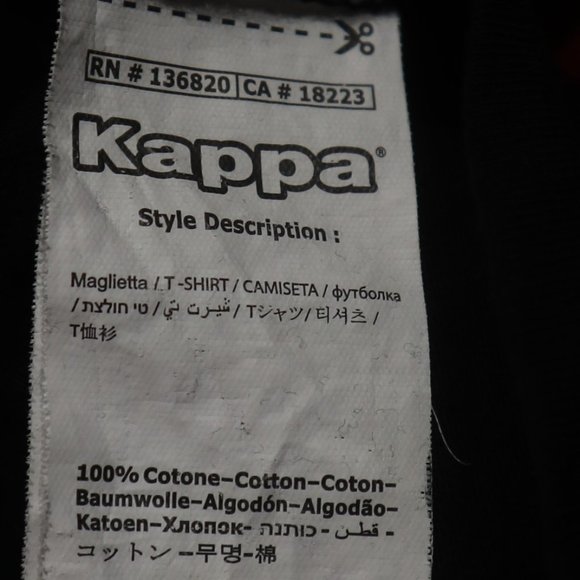 RN # 136820 CA # 18223
Kappa®
Style Description :
Maglietta / T-SHIRT / CAMISETA / футболка
/ טי חולצת / شيرت تي / Tシャツ / 티셔츠 /
T恤衫
100% Cotone-Cotton-Coton-
Baumwolle-Algodón-Algodão-
Katoen-Хлопок- כותנה - قطن -
コットン -무명-棉